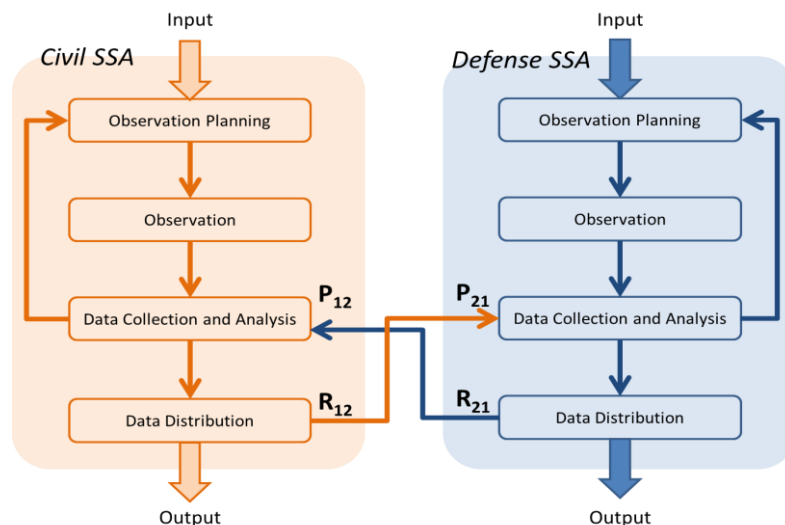 Input
Input
Civil SSA
Defense SSA
Observation Planning
Observation Planning
Observation
Observation
P12
P21
Data Collection and Analysis
Data Collection and Analysis
R12
R21
Data Distribution
Data Distribution
Output
Output